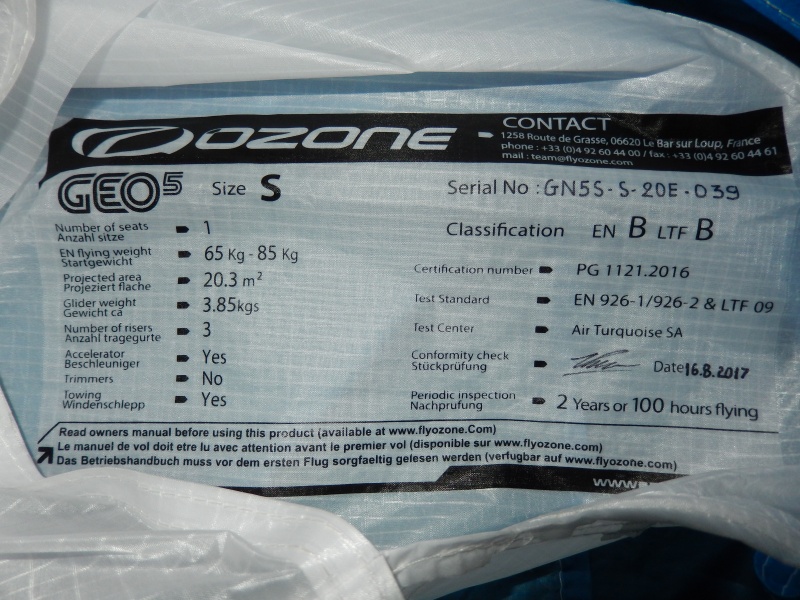 OZONE
CONTACT
1258 Route de Grasse, 06620 Le Bar sur Loup, France
phone : +33 (0)4 92 60 44 00 / fax : +33 (0)4 92 60 44 61
mail : team@flyozone.com
GEO5 Size S
Serial No : GN5S-S-20E-039
Number of seats 1
Anzahl sitze
Classification EN B LTF B
EN flying weight 65 Kg - 85 Kg
Startgewicht
Certification number PG 1121.2016
Projected area 20.3 m²
Projeziert flache
Test Standard EN 926-1/926-2 & LTF 09
Glider weight 3.85kgs
Gewicht ca
Number of risers 3
Anzahl tragegurte
Test Center Air Turquoise SA
Accelerator Yes
Beschleuniger
Conformity check Date 16.8.2017
Stückprüfung
Trimmers No
Towing Yes
Windenschlepp
Periodic inspection 2 Years or 100 hours flying
Nachprufung
Read owners manual before using this product (available at www.flyozone.Com)
Le manuel de vol doit etre lu avec attention avant le premier vol (disponible sur www.flyozone.com)
Das Betriebshandbuch muss vor dem ersten Flug sorgfaeltig gelesen werden (verfugbar auf www.flyozone.com)